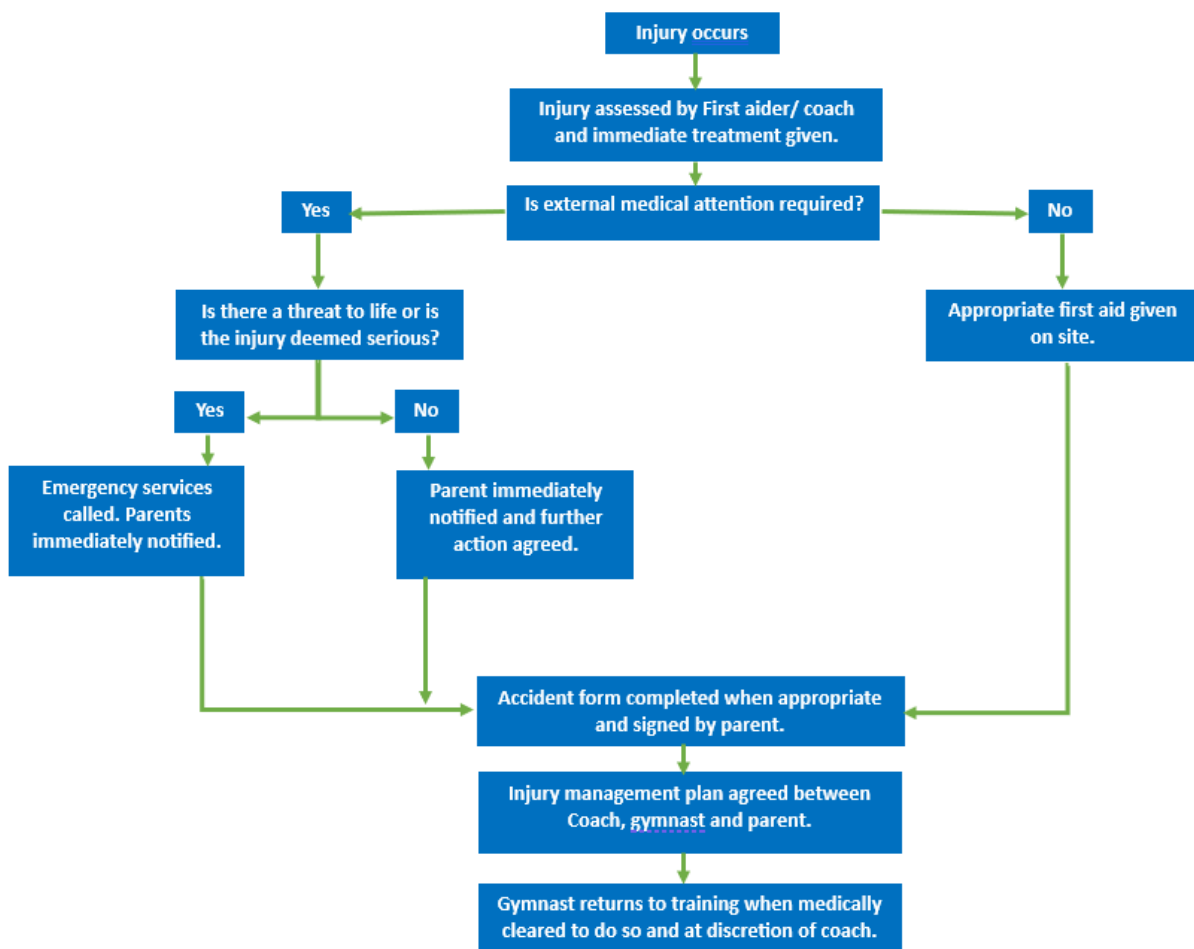 Injury occurs
Injury assessed by First aider/ coach
and immediate treatment given.
Is external medical attention required?
Yes
No
Is there a threat to life or is
the injury deemed serious?
Appropriate first aid given
on site.
Yes
No
Emergency services
called. Parents
immediately notified.
Parent immediately
notified and further
action agreed.
Accident form completed when appropriate
and signed by parent.
Injury management plan agreed between
Coach, gymnast and parent.
Gymnast returns to training when medically
cleared to do so and at discretion of coach.